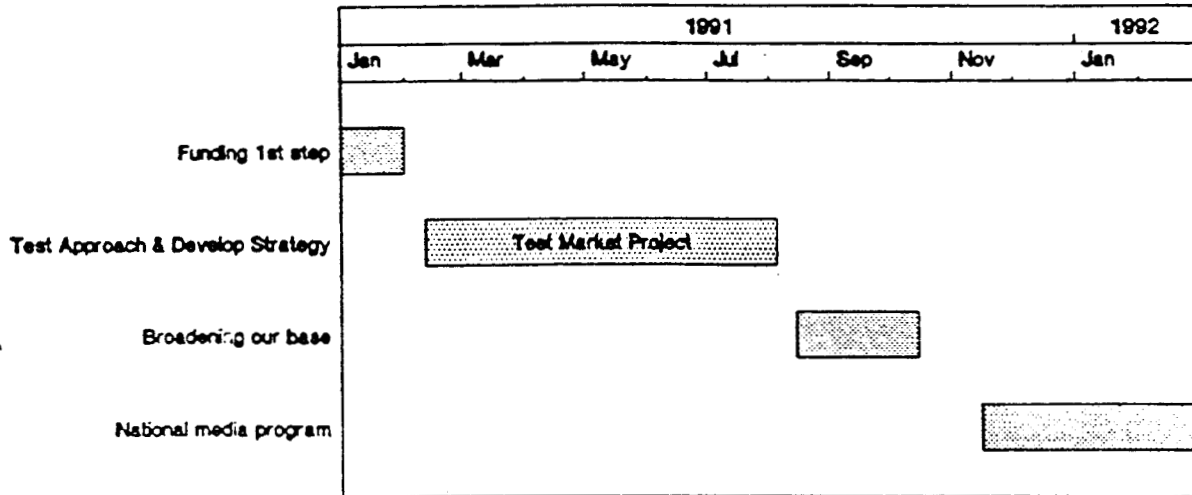 1991 1992
Jan Mar May Jul Sep Nov Jan
Funding 1st step
Test Approach & Develop Strategy Test Market Project
Broadening our base
National media program